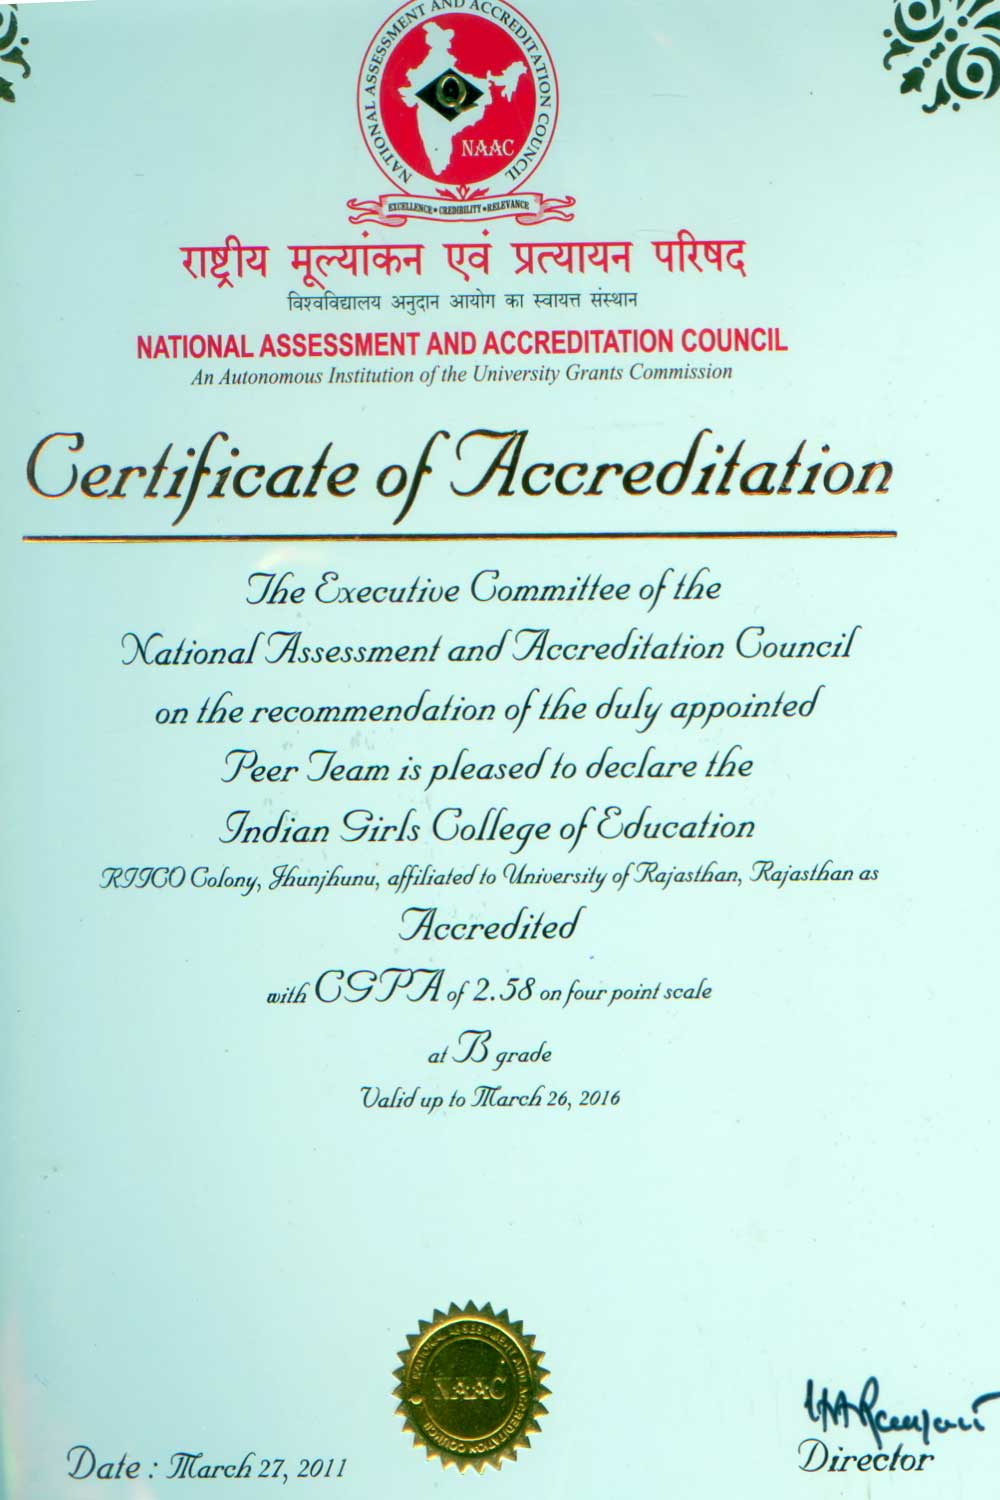 NATIONAL ASSESSMENT AND ACCREDITATION COUNCIL
Q
NAAC
EXCELLENCE • CREDIBILITY • RELEVANCE
राष्ट्रीय मूल्यांकन एवं प्रत्यायन परिषद
विश्वविद्यालय अनुदान आयोग का स्वायत्त संस्थान
NATIONAL ASSESSMENT AND ACCREDITATION COUNCIL
An Autonomous Institution of the University Grants Commission
Certificate of Accreditation
The Executive Committee of the
National Assessment and Accreditation Council
on the recommendation of the duly appointed
Peer Team is pleased to declare the
Indian Girls College of Education
RIICO Colony, Jhunjhunu, affiliated to University of Rajasthan, Rajasthan as
Accredited
with CGPA of 2.58 on four point scale
at B grade
Valid up to March 26, 2016
NATIONAL ASSESSMENT AND ACCREDITATION COUNCIL
NAAC
Date : March 27, 2011
Director